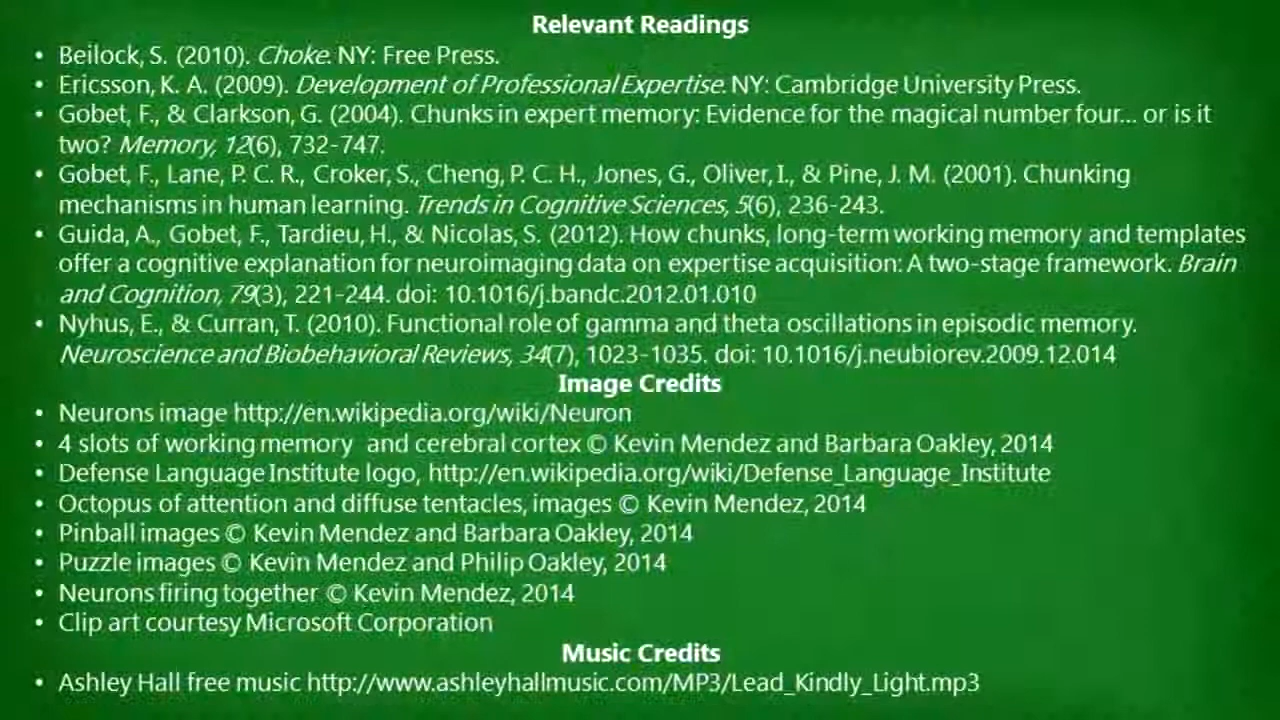 Relevant Readings
• Beilock, S. (2010). Choke. NY: Free Press.
• Ericsson, K. A. (2009). Development of Professional Expertise. NY: Cambridge University Press.
• Gobet, F., & Clarkson, G. (2004). Chunks in expert memory: Evidence for the magical number four... or is it
two? Memory, 12(6), 732-747.
• Gobet, F., Lane, P. C. R., Croker, S., Cheng, P. C. H., Jones, G., Oliver, I., & Pine, J. M. (2001). Chunking
mechanisms in human learning. Trends in Cognitive Sciences, 5(6), 236-243.
• Guida, A., Gobet, F., Tardieu, H., & Nicolas, S. (2012). How chunks, long-term working memory and templates
offer a cognitive explanation for neuroimaging data on expertise acquisition: A two-stage framework. Brain
and Cognition, 79(3), 221-244. doi: 10.1016/j.bandc.2012.01.010
• Nyhus, E., & Curran, T. (2010). Functional role of gamma and theta oscillations in episodic memory.
Neuroscience and Biobehavioral Reviews, 34(7), 1023-1035. doi: 10.1016/j.neubiorev.2009.12.014
Image Credits
• Neurons image http://en.wikipedia.org/wiki/Neuron
• 4 slots of working memory and cerebral cortex © Kevin Mendez and Barbara Oakley, 2014
• Defense Language Institute logo, http://en.wikipedia.org/wiki/Defense_Language_Institute
• Octopus of attention and diffuse tentacles, images © Kevin Mendez, 2014
• Pinball images © Kevin Mendez and Barbara Oakley, 2014
• Puzzle images © Kevin Mendez and Philip Oakley, 2014
• Neurons firing together © Kevin Mendez, 2014
• Clip art courtesy Microsoft Corporation
Music Credits
• Ashley Hall free music http://www.ashleyhallmusic.com/MP3/Lead_Kindly_Light.mp3